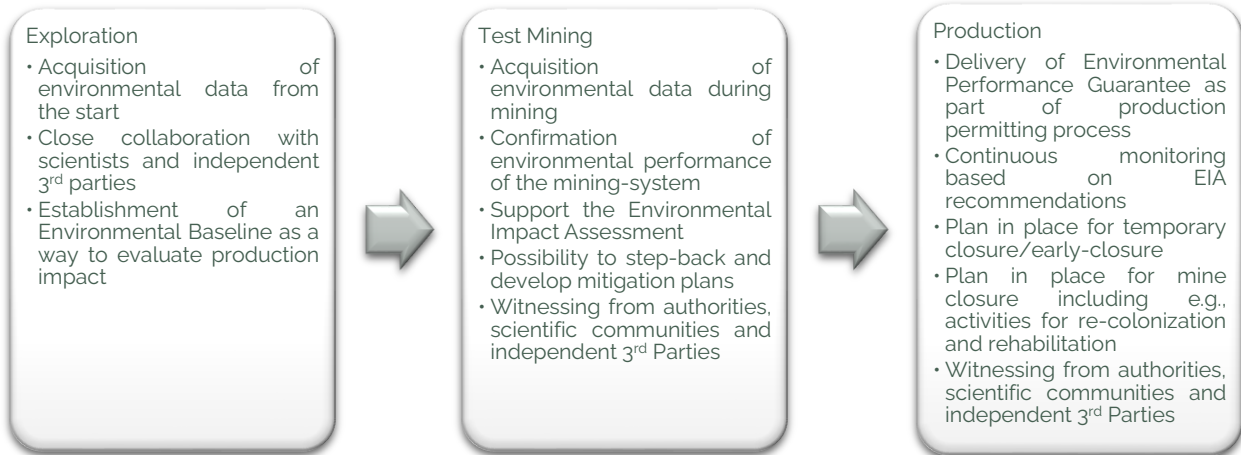 Exploration
• Acquisition of
environmental data from
the start
• Close collaboration with
scientists and independent
3rd parties
• Establishment of an
Environmental Baseline as a
way to evaluate production
impact
Test Mining
• Acquisition of
environmental data during
mining
• Confirmation of
environmental performance
of the mining-system
• Support the Environmental
Impact Assessment
• Possibility to step-back and
develop mitigation plans
• Witnessing from authorities,
scientific communities and
independent 3rd Parties
Production
• Delivery of Environmental
Performance Guarantee as
part of production
permitting process
• Continuous monitoring
based on EIA
recommendations
• Plan in place for temporary
closure/early-closure
• Plan in place for mine
closure including e.g.,
activities for re-colonization
and rehabilitation
• Witnessing from authorities,
scientific communities and
independent 3rd Parties